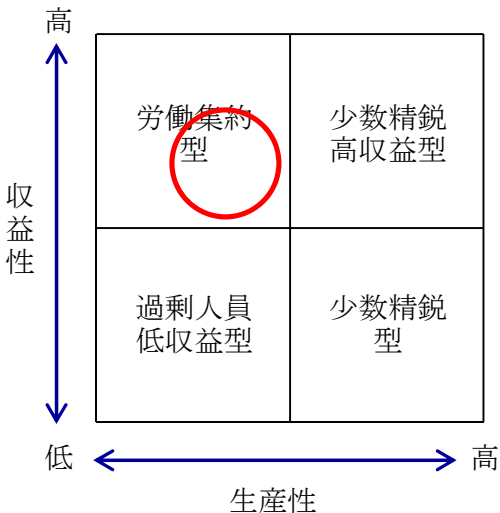 高
労働集約
型
少数精鋭
高収益型
収
益
性
過剰人員
低収益型
少数精鋭
型
低
高
生産性